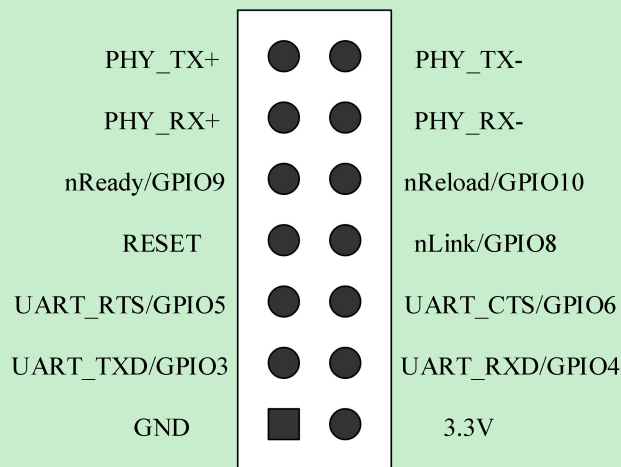 PHY_TX+ PHY_TX-
PHY_RX+ PHY_RX-
nReady/GPIO9 nReload/GPIO10
RESET nLink/GPIO8
UART_RTS/GPIO5 UART_CTS/GPIO6
UART_TXD/GPIO3 UART_RXD/GPIO4
GND 3.3V